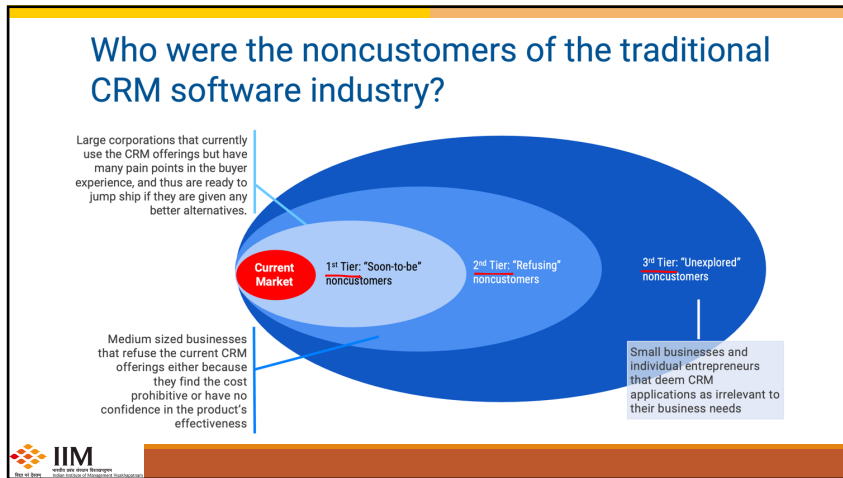 Who were the noncustomers of the traditional
CRM software industry?
Large corporations that currently
use the CRM offerings but have
many pain points in the buyer
experience, and thus are ready to
jump ship if they are given any
better alternatives.
Current
Market
1st Tier: "Soon-to-be"
noncustomers
2nd Tier: "Refusing"
noncustomers
3rd Tier: "Unexplored"
noncustomers
Medium sized businesses
that refuse the current CRM
offerings either because
they find the cost
prohibitive or have no
confidence in the product's
effectiveness
Small businesses and
individual entrepreneurs
that deem CRM
applications as irrelevant to
their business needs
IIM
भारतीय प्रबंध संस्थान विशाखपट्टणम
Indian Institute of Management Visakhapatnam